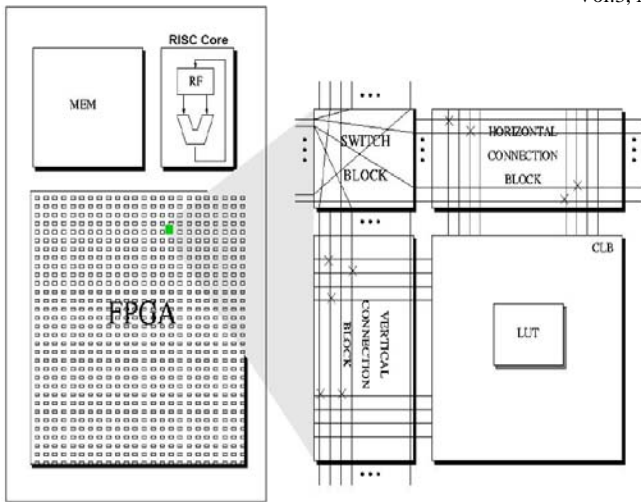 RISC Core
MEM
RF
FPGA
SWITCH
BLOCK
HORIZONTAL
CONNECTION
BLOCK
VERTICAL
CONNECTION
BLOCK
CLB
LUT